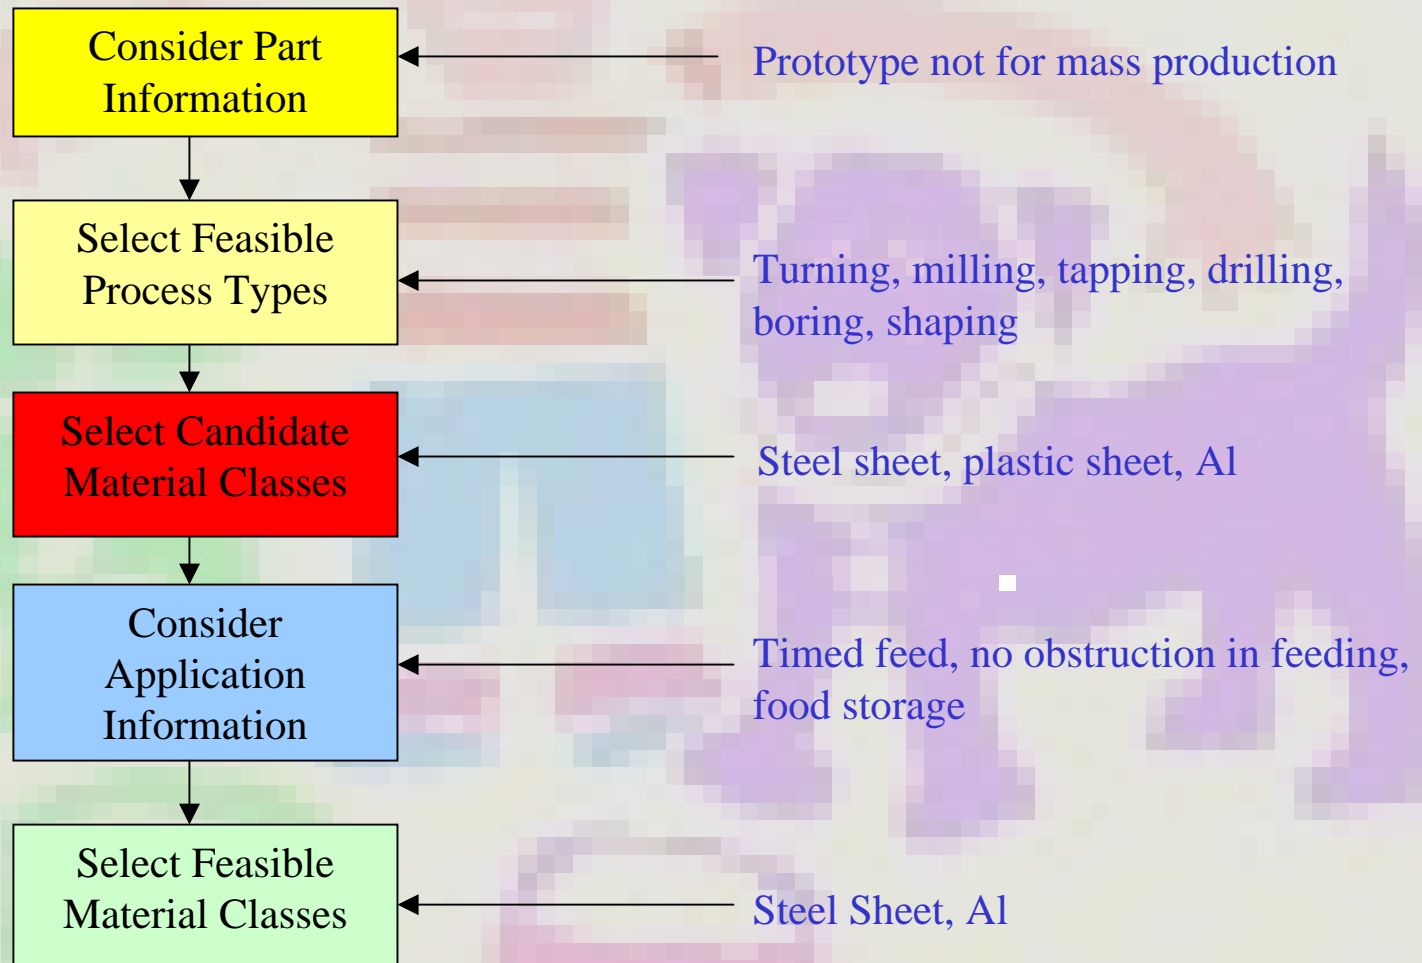 Consider Part
Information
Prototype not for mass production
Select Feasible
Process Types
Turning, milling, tapping, drilling,
boring, shaping
Select Candidate
Material Classes
Steel sheet, plastic sheet, Al
Consider
Application
Information
Timed feed, no obstruction in feeding,
food storage
Select Feasible
Material Classes
Steel Sheet, Al